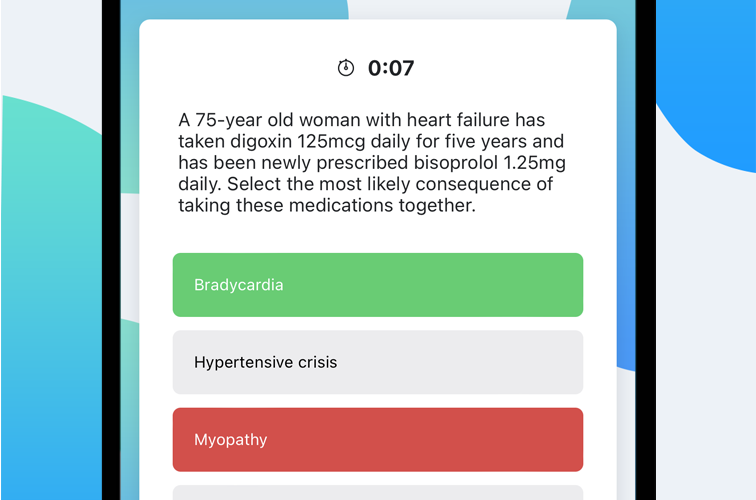 0:07
A 75-year old woman with heart failure has
taken digoxin 125mcg daily for five years and
has been newly prescribed bisoprolol 1.25mg
daily. Select the most likely consequence of
taking these medications together.
Bradycardia
Hypertensive crisis
Myopathy